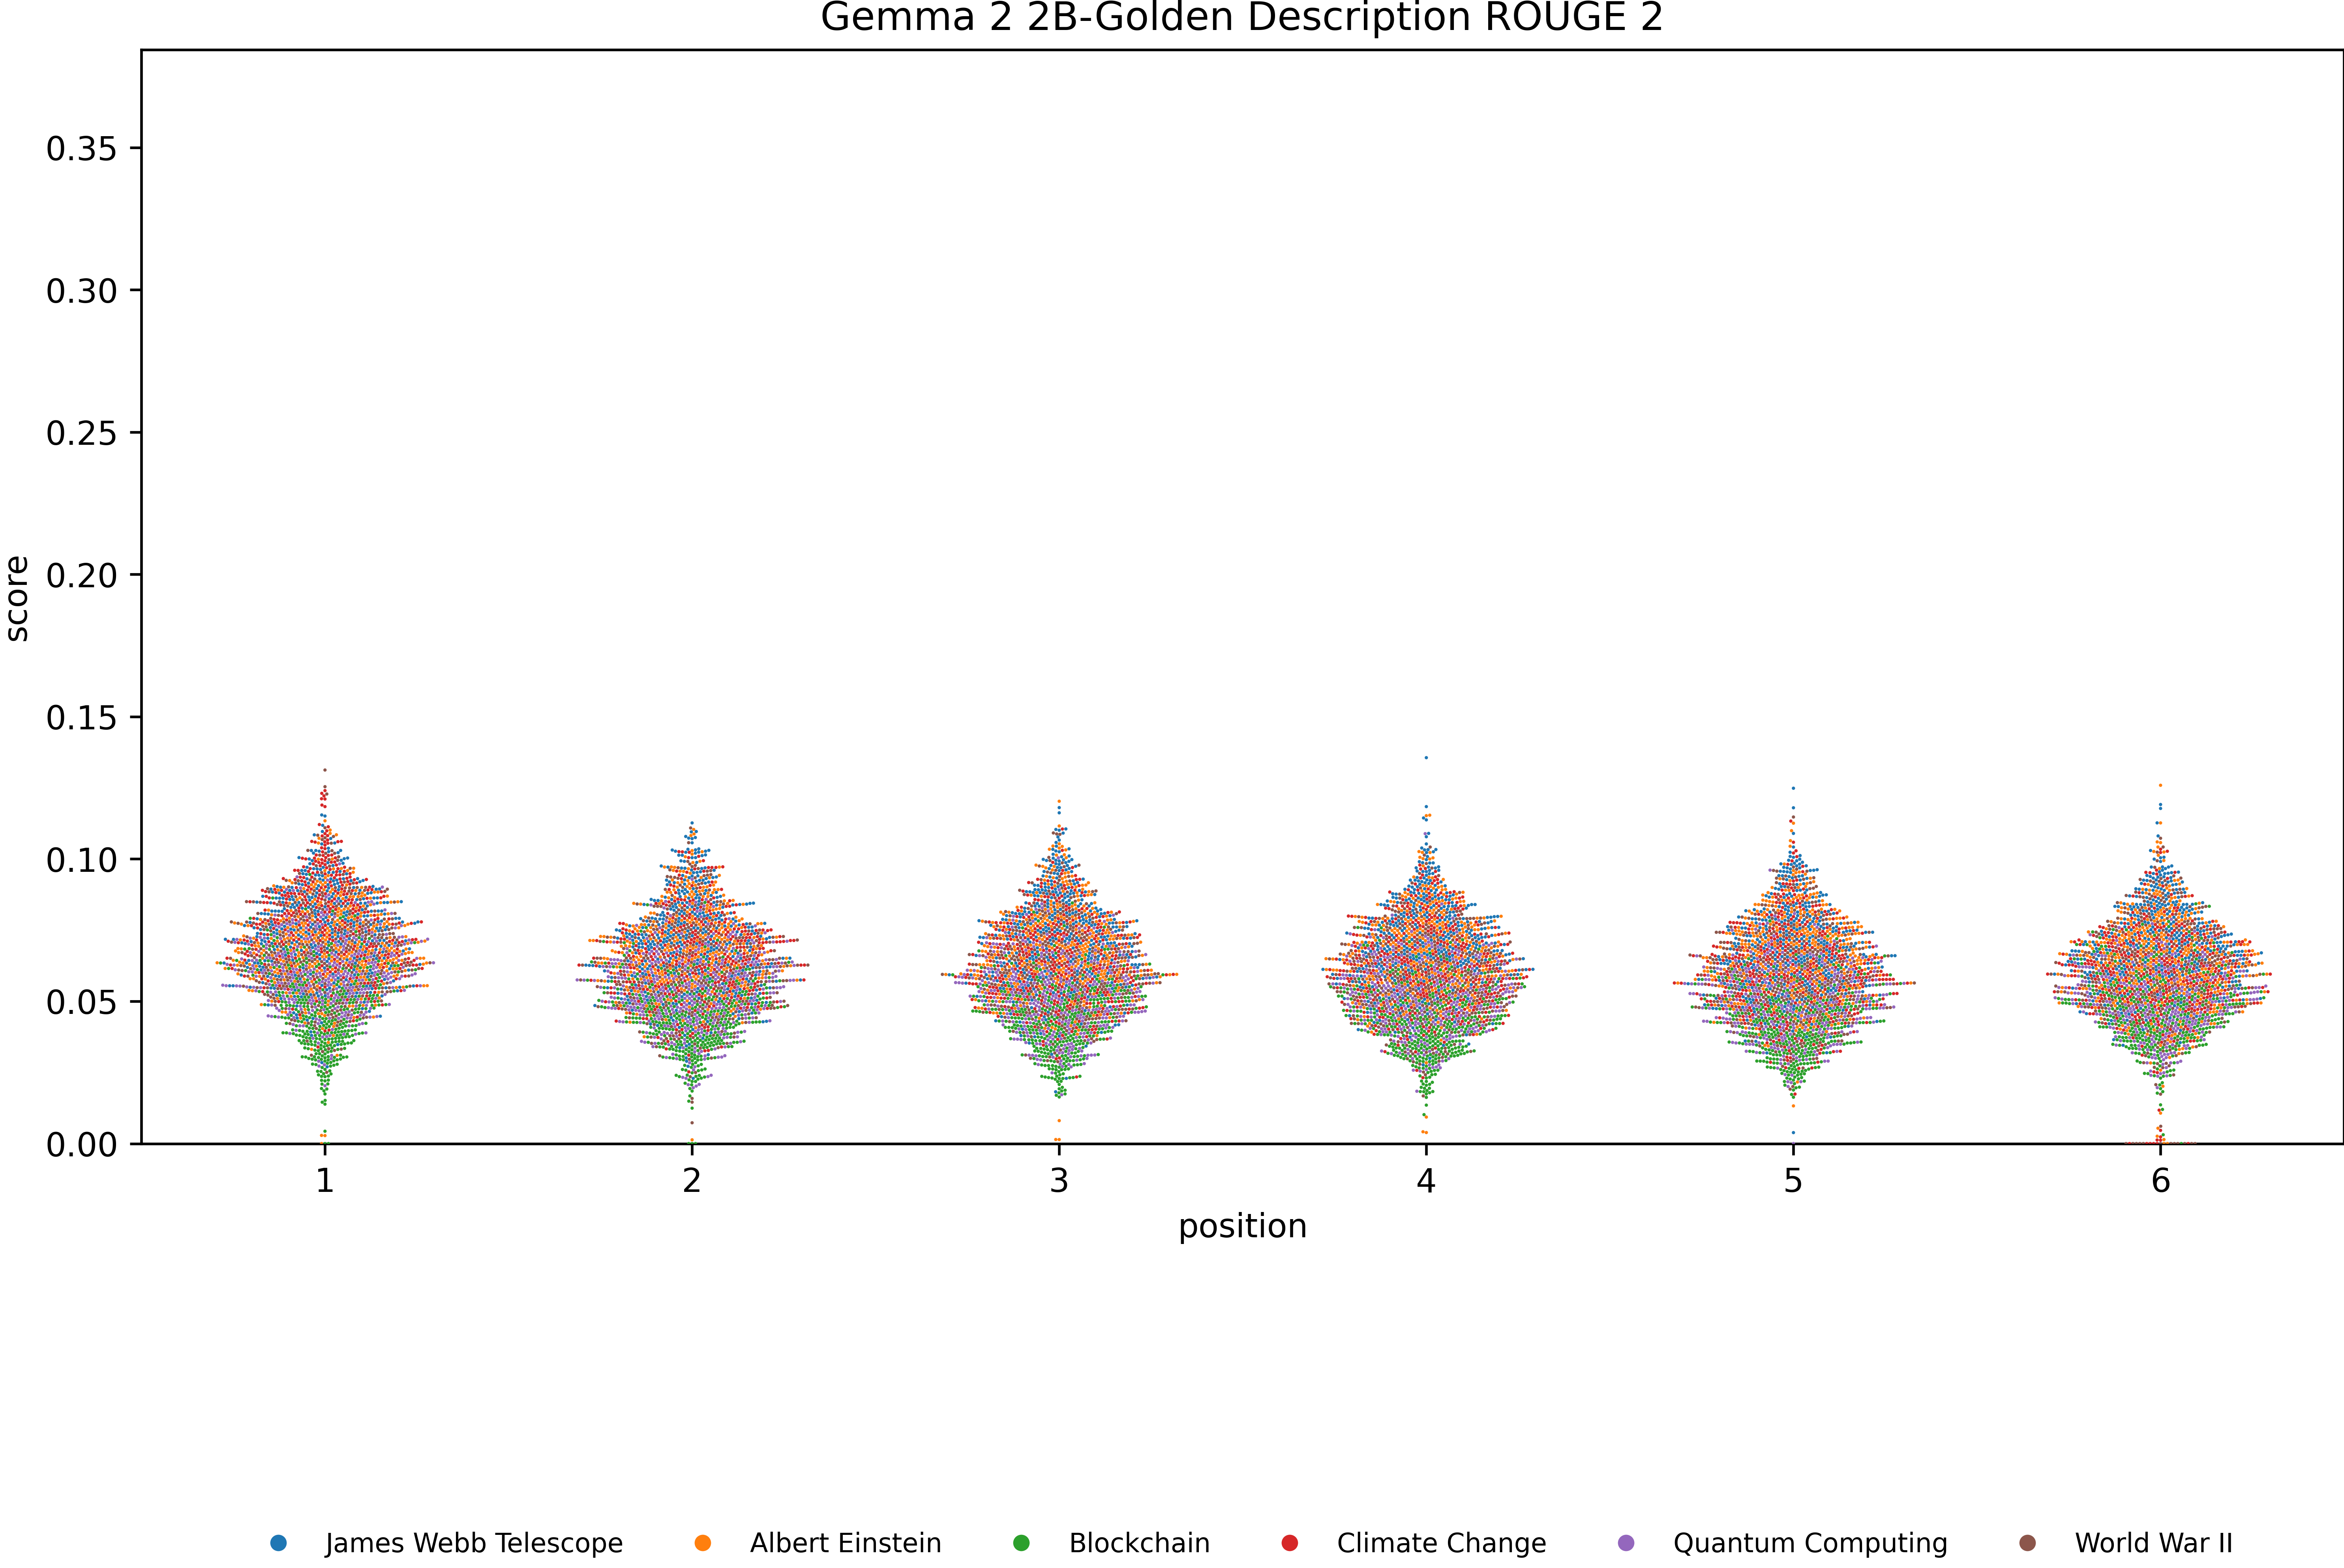 Gemma 2 2B-Golden Description ROUGE 2
score
0.35
0.30
0.25
0.20
0.15
0.10
0.05
0.00
1 2 3 4 5 6
position
James Webb Telescope Albert Einstein Blockchain Climate Change Quantum Computing World War II